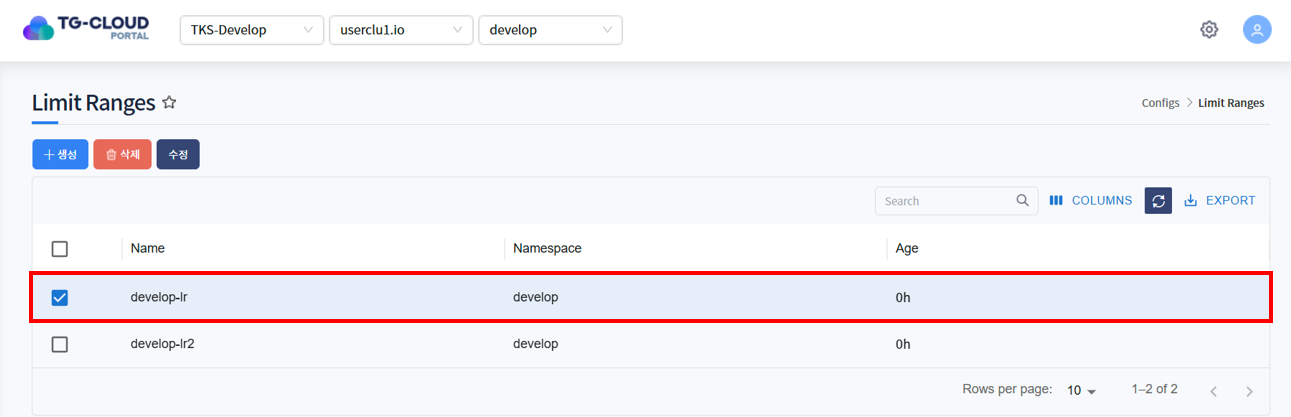 TG-CLOUD
PORTAL
TKS-Develop userclu1.io develop
Limit Ranges
Configs > Limit Ranges
+ 생성 삭제 수정
Search COLUMNS EXPORT
Name Namespace Age
develop-lr develop 0h
develop-lr2 develop 0h
Rows per page: 10 1–2 of 2